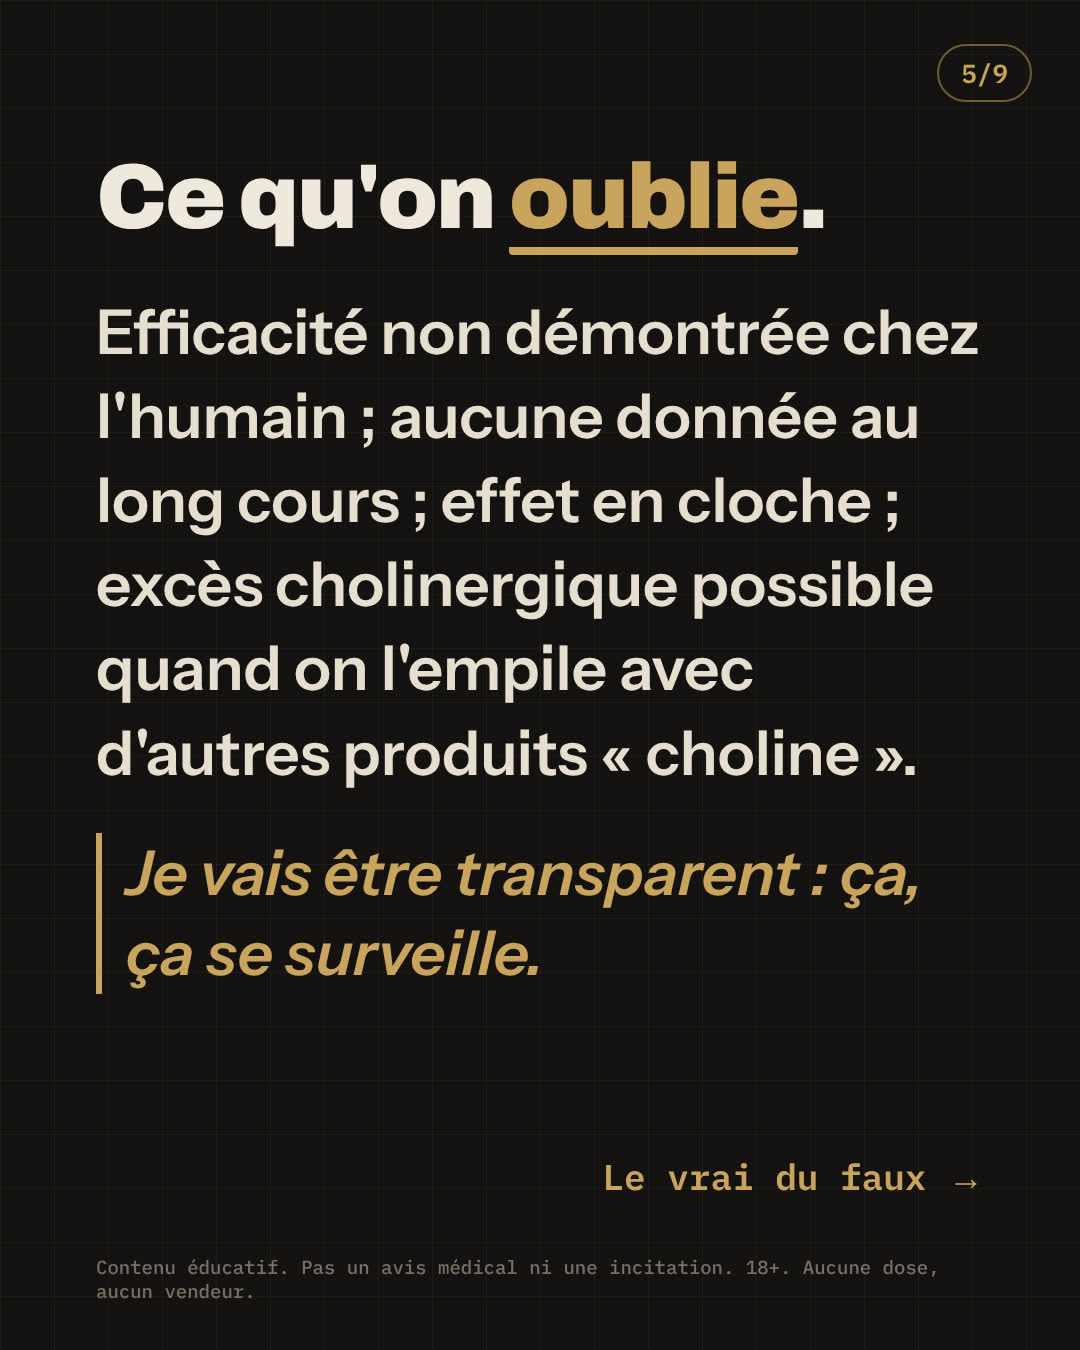 5/9
Ce qu'on oublie.
Efficacité non démontrée chez
l'humain ; aucune donnée au
long cours ; effet en cloche ;
excès cholinergique possible
quand on l'empile avec
d'autres produits « choline ».
Je vais être transparent : ça,
ça se surveille.
Le vrai du faux →
Contenu éducatif. Pas un avis médical ni une incitation. 18+. Aucune dose,
aucun vendeur.